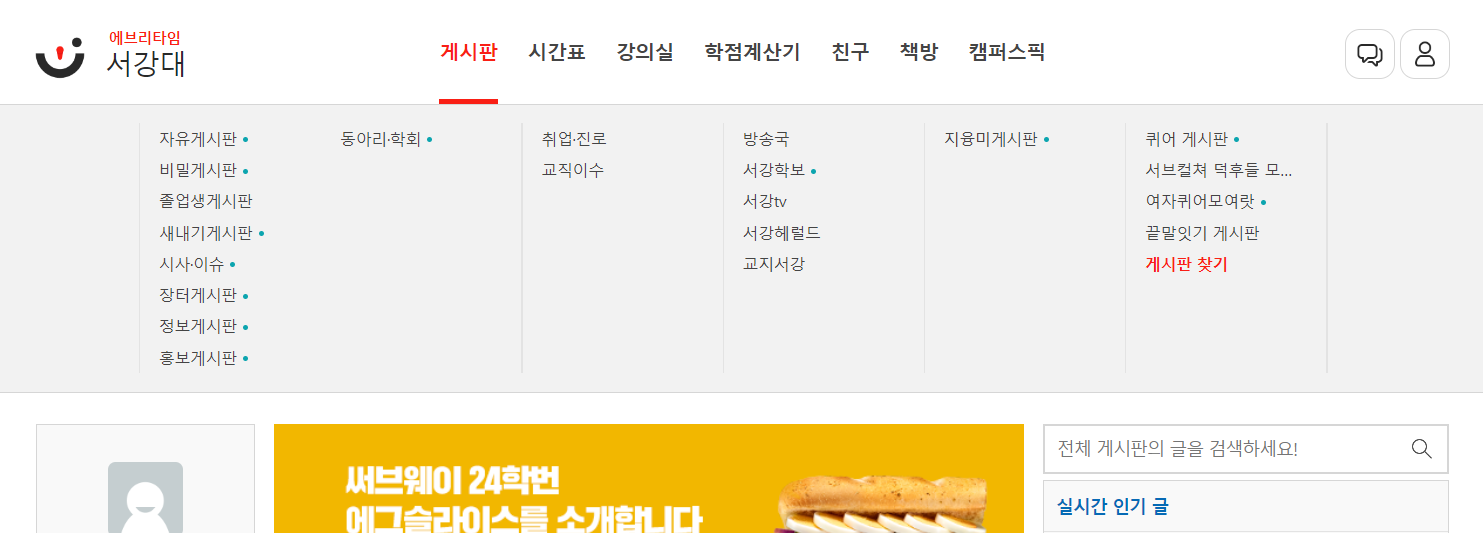 에브리타임
서강대
게시판 시간표 강의실 학점계산기 친구 책방 캠퍼스픽
자유게시판
비밀게시판
졸업생게시판
새내기게시판
시사·이슈
장터게시판
정보게시판
홍보게시판
동아리·학회
취업·진로
교직이수
방송국
서강학보
서강tv
서강헤럴드
교지서강
지융미게시판
퀴어 게시판
서브컬쳐 덕후들 모...
여자퀴어모여랏
끝말잇기 게시판
게시판 찾기
써브웨이 24학번
에그슬라이스를 소개합니다
전체 게시판의 글을 검색하세요!
실시간 인기 글